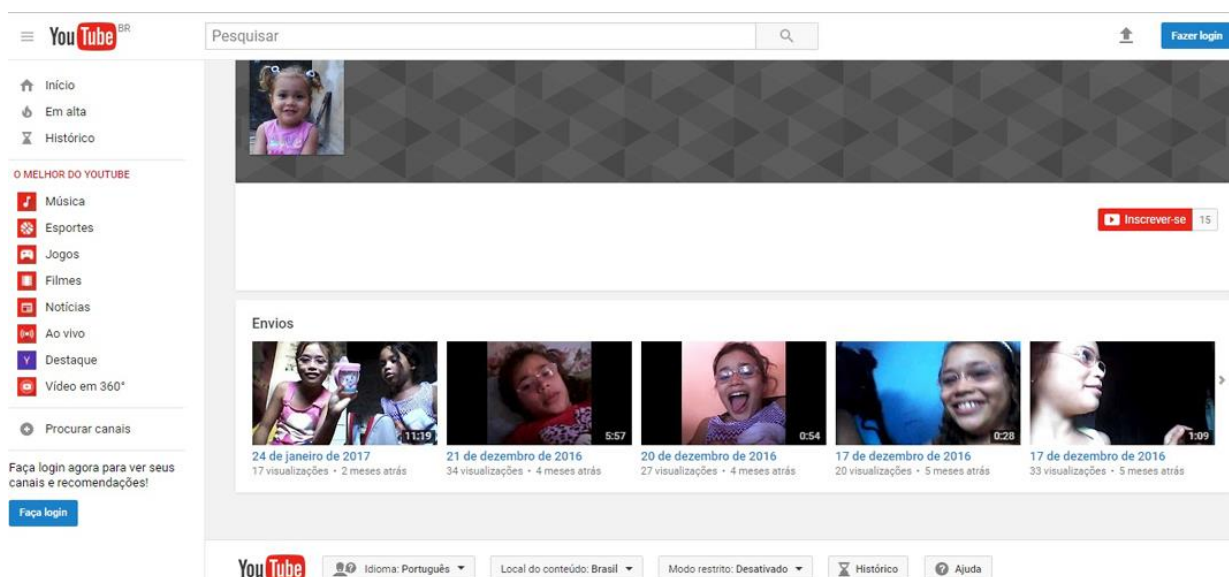 YouTube BR
Pesquisar
Fazer login
Início
Em alta
Histórico
O MELHOR DO YOUTUBE
Música
Esportes
Jogos
Filmes
Notícias
Ao vivo
Destaque
Vídeo em 360°
Procurar canais
Faça login agora para ver seus
canais e recomendações!
Faça login
Inscrever-se 15
Envios
11:19
5:57
0:54
0:28
1:09
24 de janeiro de 2017
17 visualizações • 2 meses atrás
21 de dezembro de 2016
34 visualizações • 4 meses atrás
20 de dezembro de 2016
27 visualizações • 4 meses atrás
17 de dezembro de 2016
20 visualizações • 5 meses atrás
17 de dezembro de 2016
33 visualizações • 5 meses atrás
YouTube
Idioma: Português
Local do conteúdo: Brasil
Modo restrito: Desativado
Histórico
Ajuda